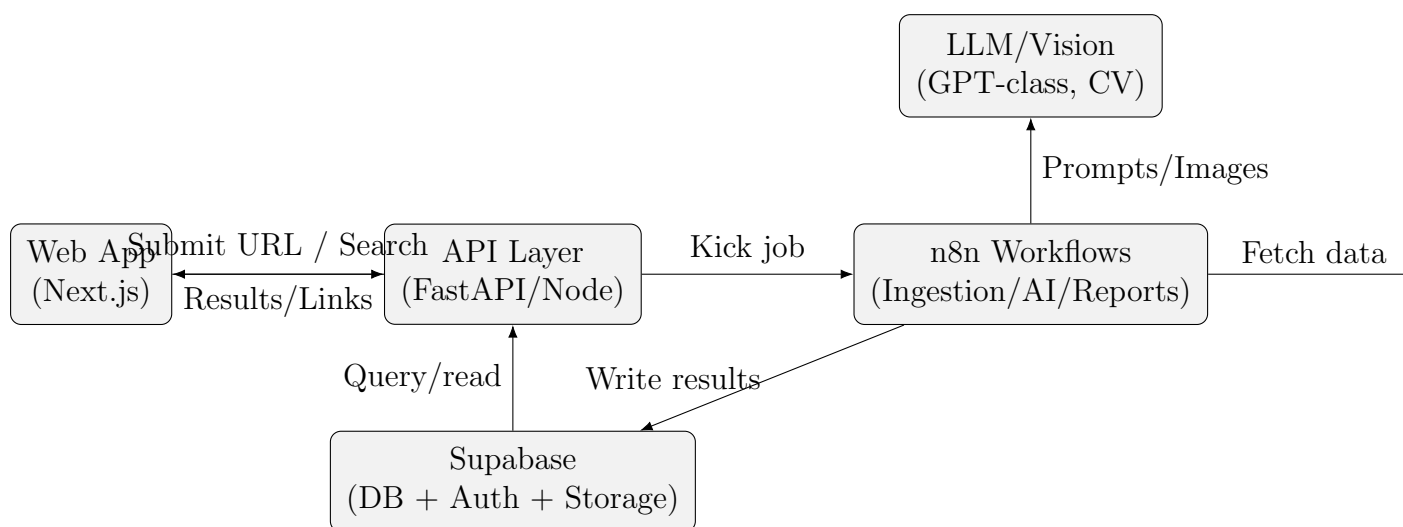 LLM/Vision
(GPT-class, CV)
Prompts/Images
Web App
(Next.js)
Submit URL / Search
Results/Links
API Layer
(FastAPI/Node)
Kick job
n8n Workflows
(Ingestion/AI/Reports)
Fetch data
Query/read
Write results
Supabase
(DB + Auth + Storage)